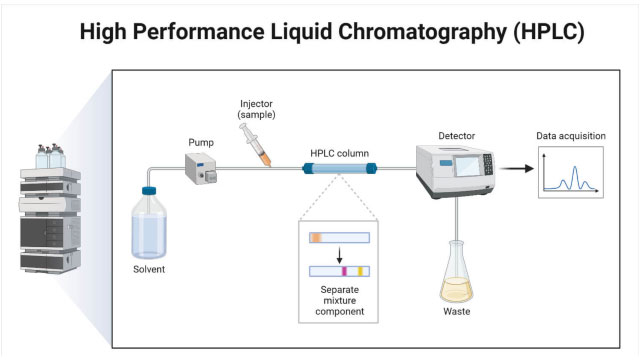 High Performance Liquid Chromatography (HPLC)
Injector
(sample)
Pump
HPLC column
Detector
Data acquisition
Solvent
Separate
mixture
component
Waste